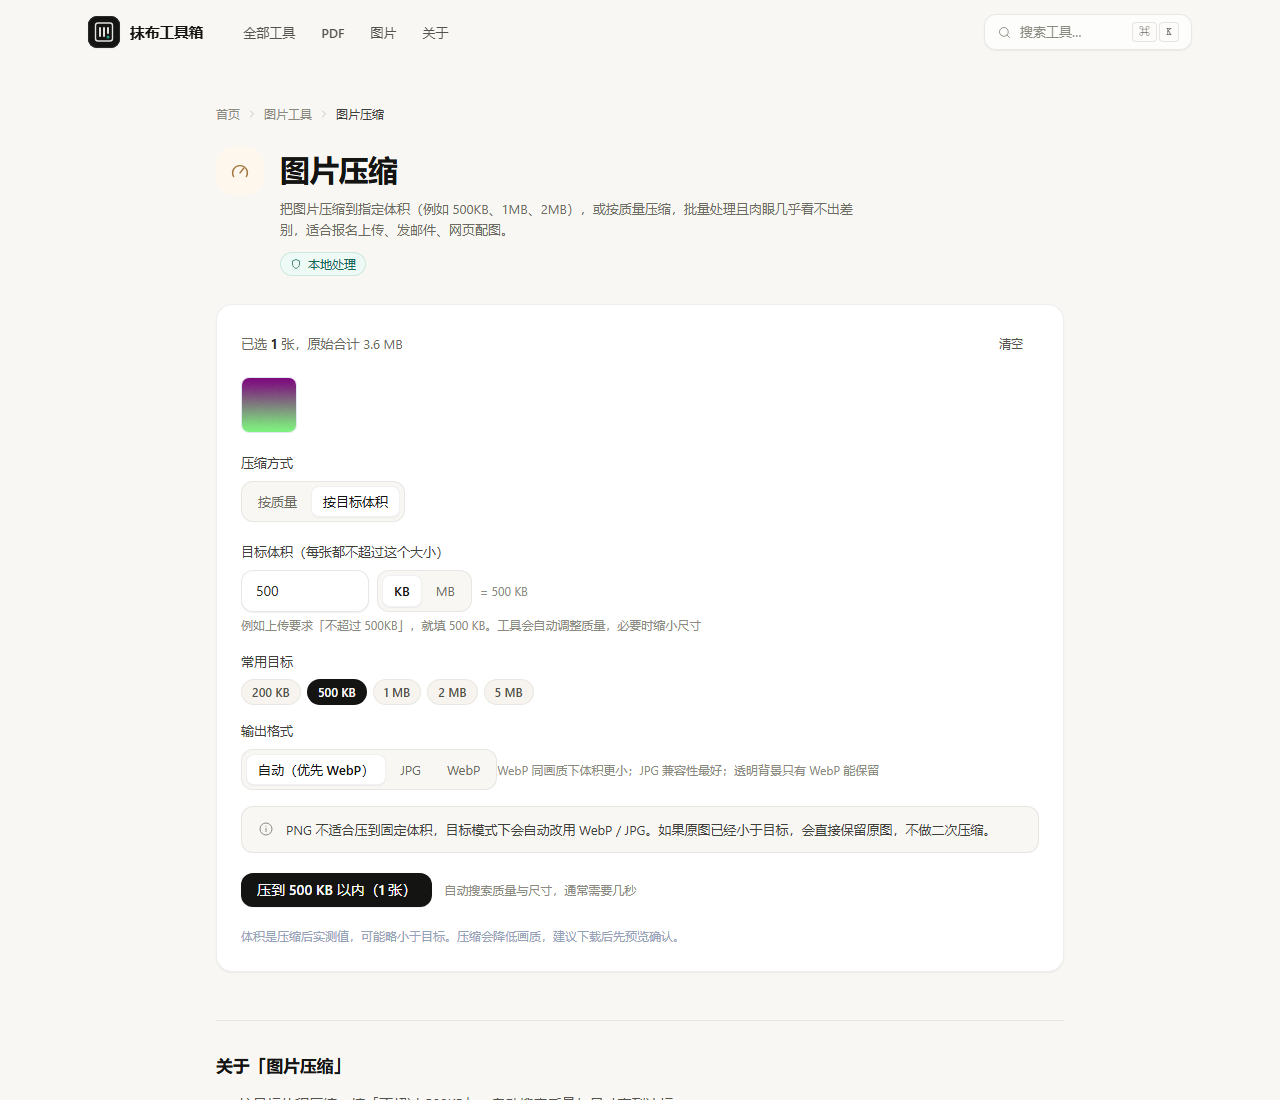 抹布工具箱
全部工具 PDF 图片 关于
搜索工具... ⌘ K
首页 > 图片工具 > 图片压缩
图片压缩
把图片压缩到指定体积（例如 500KB、1MB、2MB），或按质量压缩，批量处理且肉眼几乎看不出差
别，适合报名上传、发邮件、网页配图。
本地处理
已选 1 张，原始合计 3.6 MB
清空
压缩方式
按质量 按目标体积
目标体积（每张都不超过这个大小）
500 KB MB = 500 KB
例如上传要求「不超过 500KB」，就填 500 KB。工具会自动调整质量，必要时缩小尺寸
常用目标
200 KB 500 KB 1 MB 2 MB 5 MB
输出格式
自动（优先 WebP） JPG WebP WebP 同画质下体积更小；JPG 兼容性最好；透明背景只有 WebP 能保留
PNG 不适合压到固定体积，目标模式下会自动改用 WebP / JPG。如果原图已经小于目标，会直接保留原图，不做二次压缩。
压到 500 KB 以内（1 张） 自动搜索质量与尺寸，通常需要几秒
体积是压缩后实测值，可能略小于目标。压缩会降低画质，建议下载后先预览确认。
关于「图片压缩」